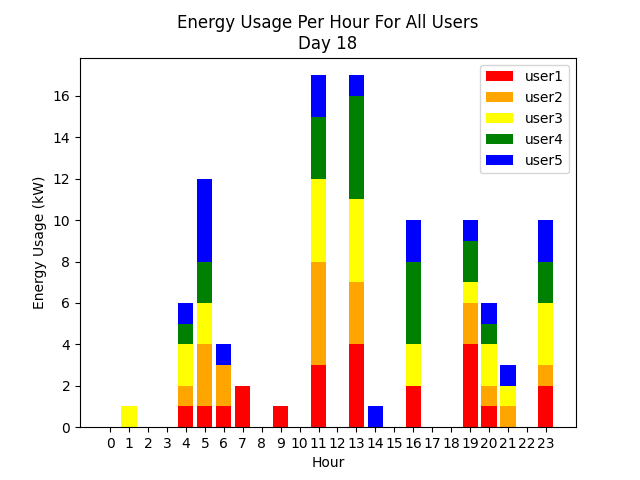 Energy Usage Per Hour For All Users
Day 18
user1
user2
user3
user4
user5
Energy Usage (kW)
16
14
12
10
8
6
4
2
0
0 1 2 3 4 5 6 7 8 9 10 11 12 13 14 15 16 17 18 19 20 21 22 23
Hour